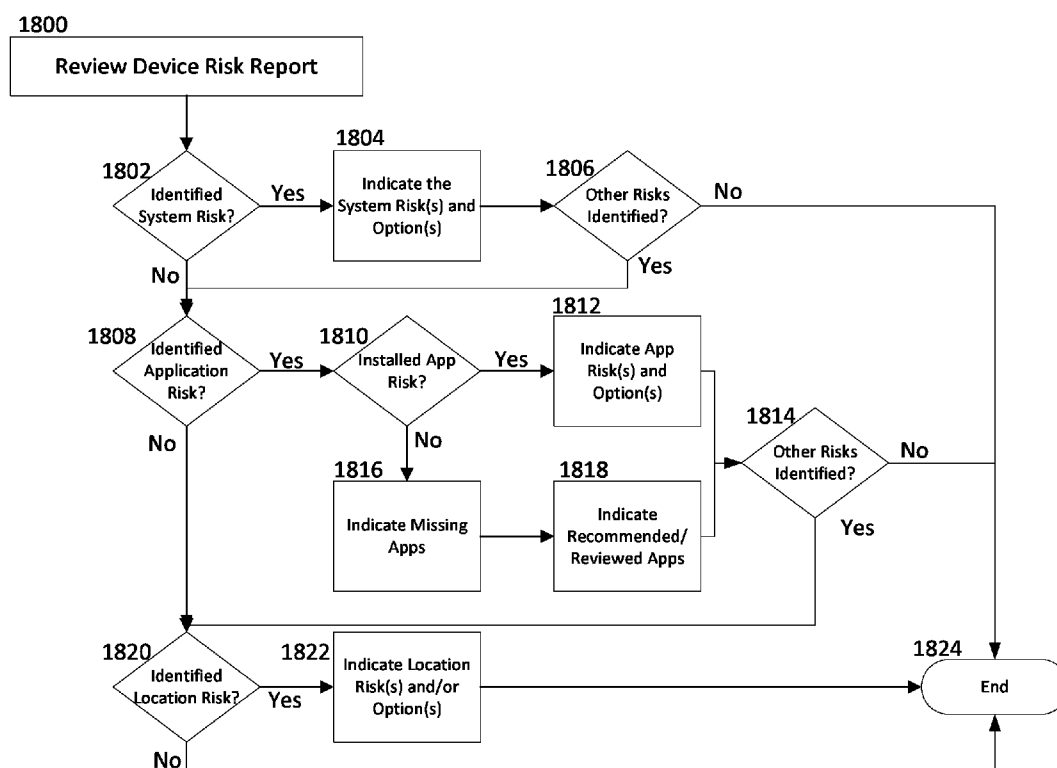 1800
Review Device Risk Report
1802
Identified
System Risk?
Yes
No
1804
Indicate the
System Risk(s) and
Option(s)
1806
Other Risks
Identified?
No
Yes
1808
Identified
Application
Risk?
Yes
No
1810
Installed App
Risk?
Yes
No
1812
Indicate App
Risk(s) and
Option(s)
1814
Other Risks
Identified?
No
Yes
1816
Indicate Missing
Apps
1818
Indicate
Recommended/
Reviewed Apps
1820
Identified
Location Risk?
Yes
No
1822
Indicate Location
Risk(s) and/or
Option(s)
1824
End